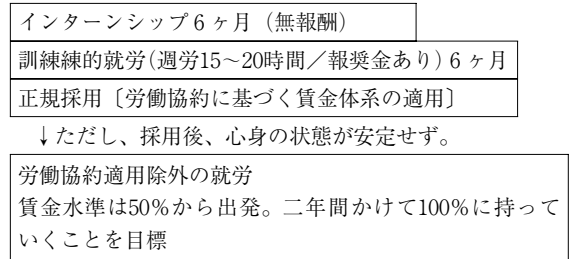 インターンシップ６ヶ月（無報酬）
訓練練的就労（週労15～20時間／報奨金あり）６ヶ月
正規採用〔労働協約に基づく賃金体系の適用〕
↓ただし、採用後、心身の状態が安定せず。
労働協約適用除外の就労
賃金水準は50％から出発。二年間かけて100％に持って
いくことを目標